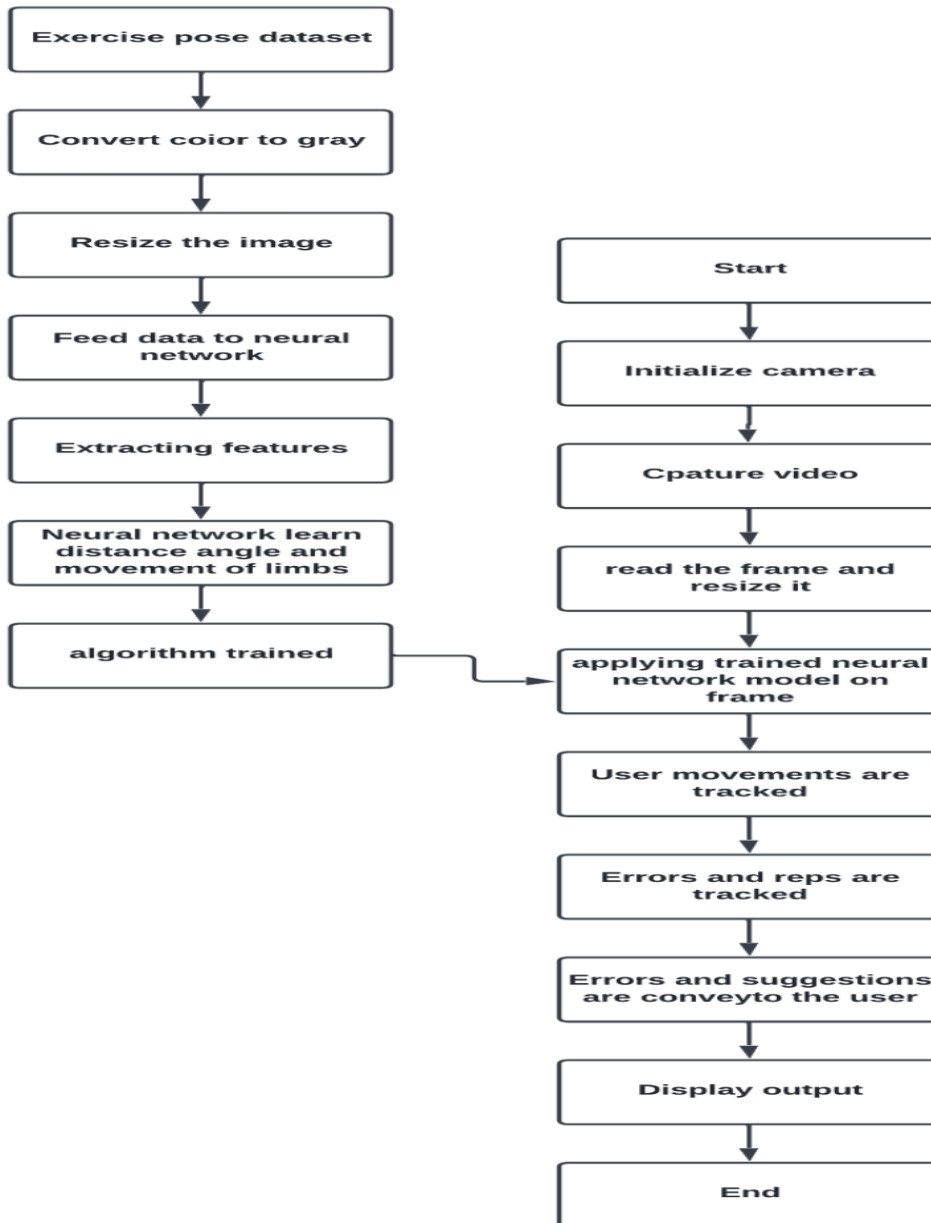 Exercise pose dataset
Convert coior to gray
Resize the image
Feed data to neural
network
Extracting features
Neural network learn
distance angle and
movement of limbs
algorithm trained
Start
Initialize camera
Cpature video
read the frame and
resize it
applying trained neural
network model on
frame
User movements are
tracked
Errors and reps are
tracked
Errors and suggestions
are conveyto the user
Display output
End